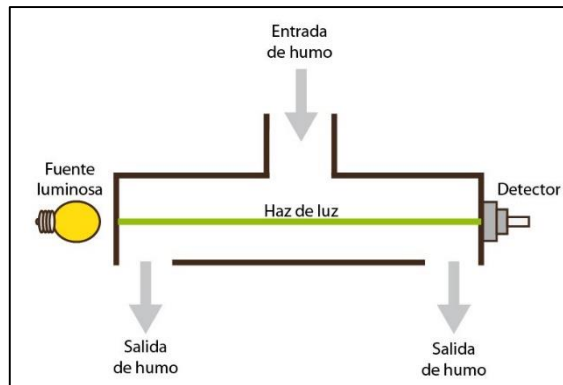 Entrada
de humo
Fuente
luminosa
Haz de luz
Detector
Salida
de humo
Salida
de humo